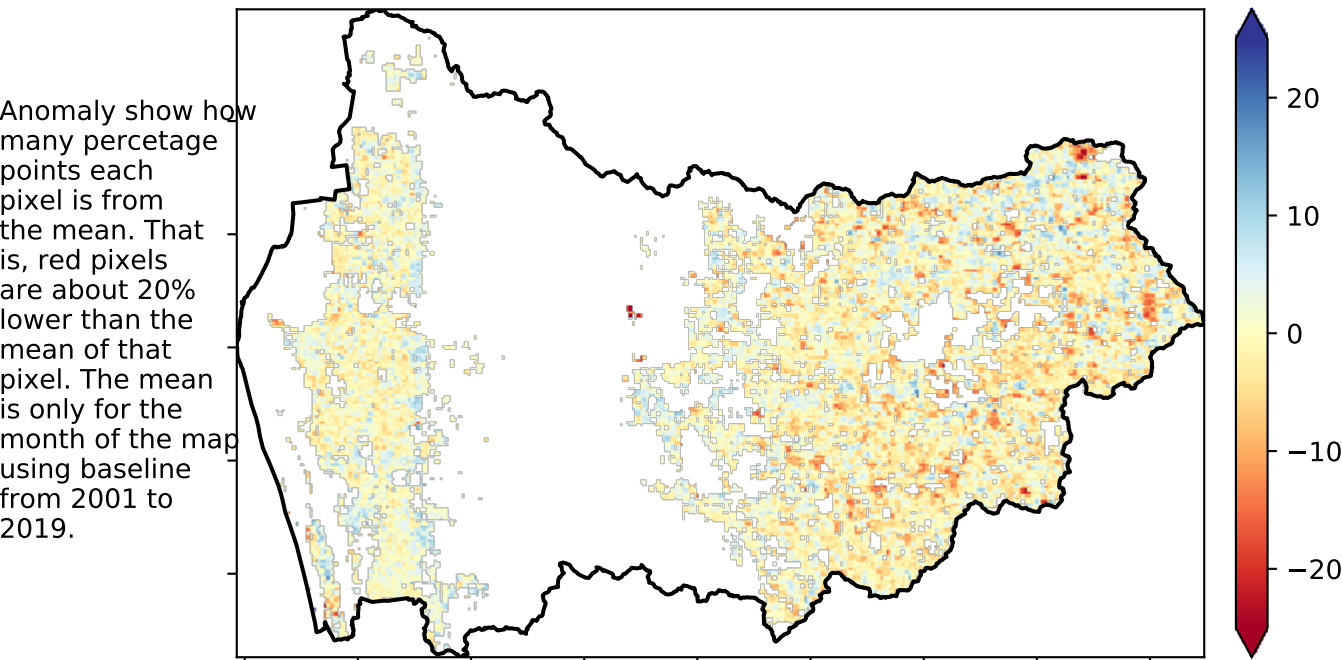 Anomaly show how
many percetage
points each
pixel is from
the mean. That
is, red pixels
are about 20%
lower than the
mean of that
pixel. The mean
is only for the
month of the map
using baseline
from 2001 to
2019.
20
10
0
−10
−20